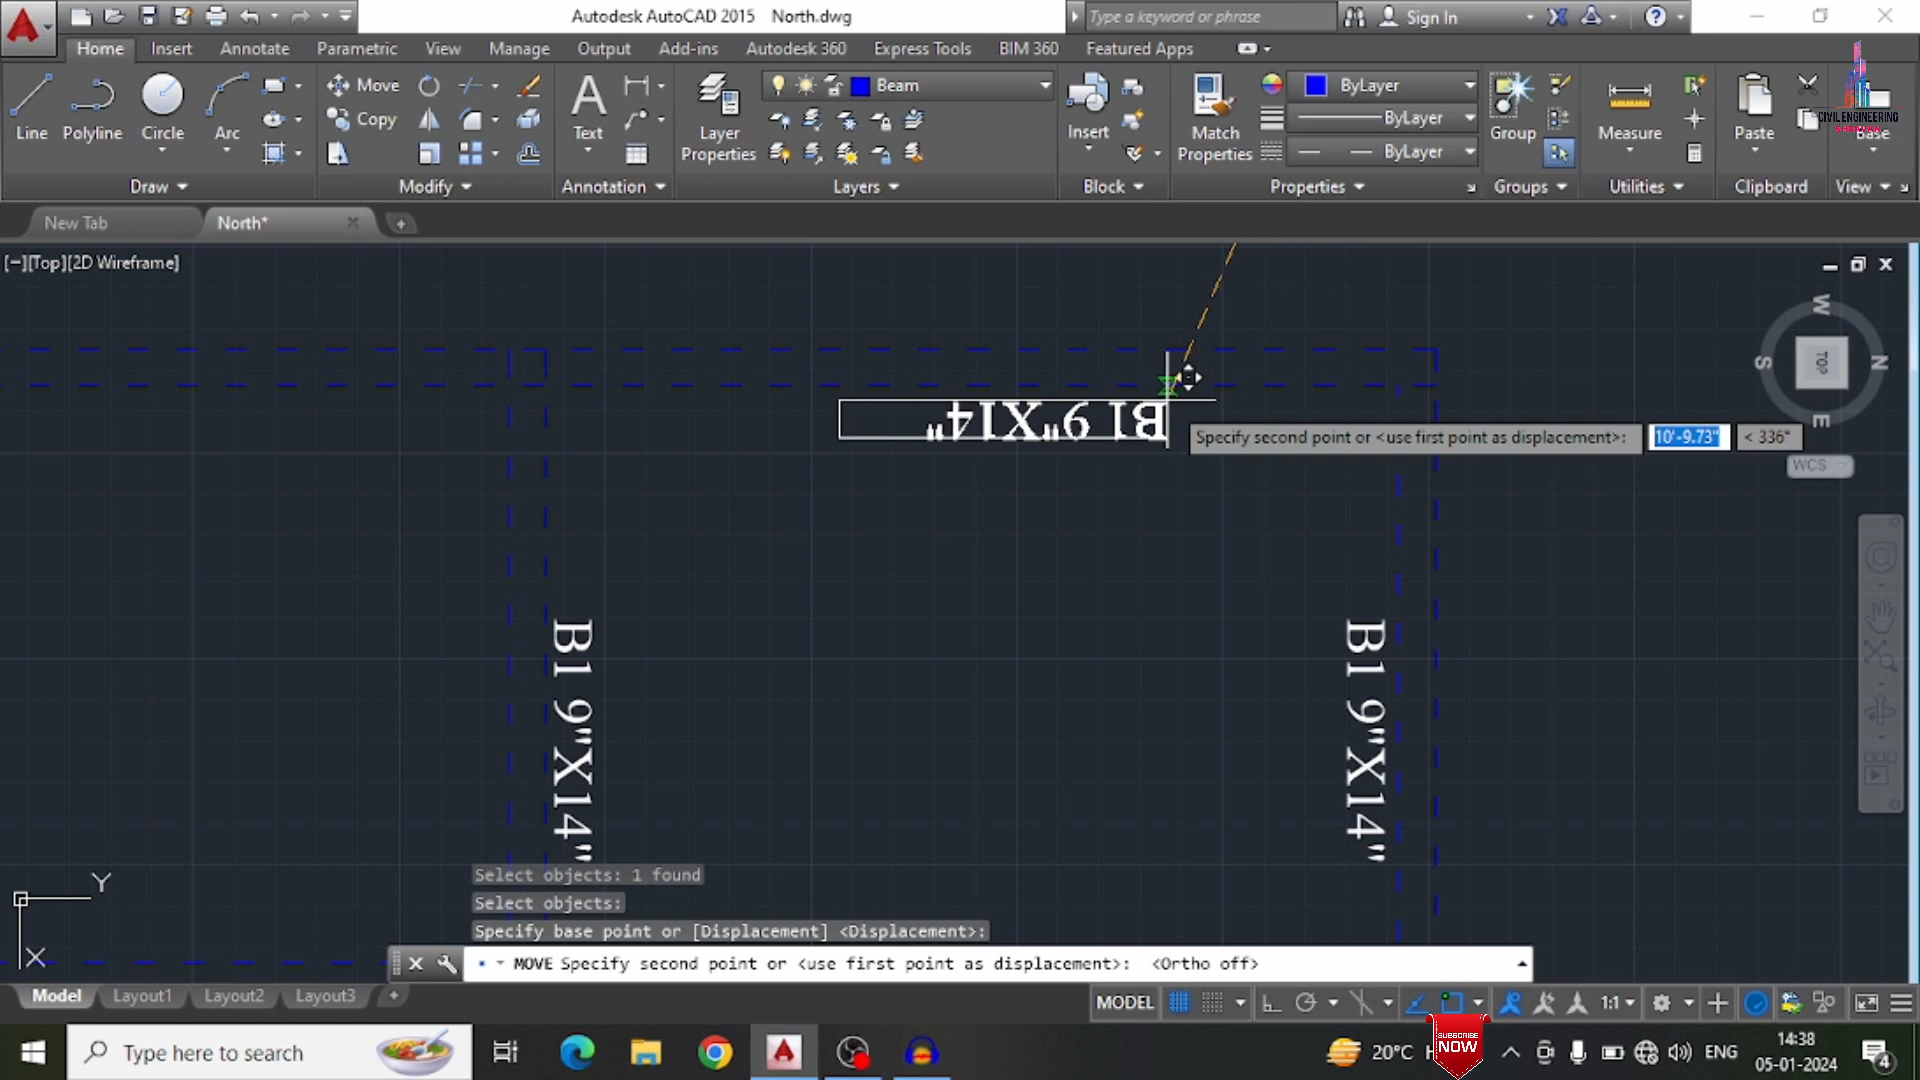 Autodesk AutoCAD 2015 North.dwg
Type a keyword or phrase
Sign In
Home Insert Annotate Parametric View Manage Output Add-ins Autodesk 360 Express Tools BIM 360 Featured Apps
Line
Polyline
Circle
Arc
Move
Copy
Text
Layer Properties
Beam
Insert
Match Properties
ByLayer
ByLayer
ByLayer
Group
Measure
Paste
Base
CIVIL ENGINEERING
Draw Modify Annotation Layers Block Properties Groups Utilities Clipboard View
New Tab North*
[−][Top][2D Wireframe]
W
S TOP N
E
WCS
B1 9"X14"
Specify second point or <use first point as displacement>: 10'-9.73" < 336°
B1 9"X14"
B1 9"X14"
Y
X
Select objects: 1 found
Select objects:
Specify base point or [Displacement] <Displacement>:
MOVE Specify second point or <use first point as displacement>: <Ortho off>
Model Layout1 Layout2 Layout3
MODEL 1:1
SUBSCRIBE
NOW
Type here to search
20°C
ENG
14:38
05-01-2024
4